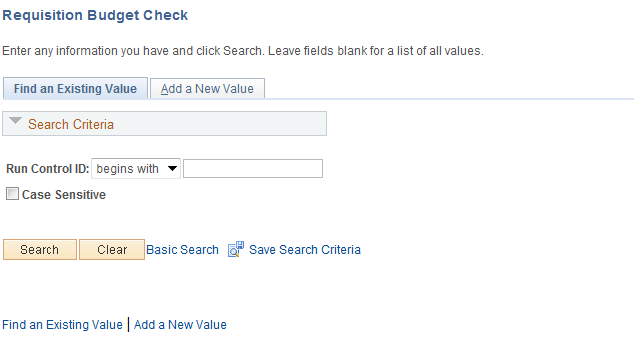 Requisition Budget Check
Enter any information you have and click Search. Leave fields blank for a list of all values.
Find an Existing Value Add a New Value
Search Criteria
Run Control ID: begins with
Case Sensitive
Search Clear Basic Search Save Search Criteria
Find an Existing Value | Add a New Value